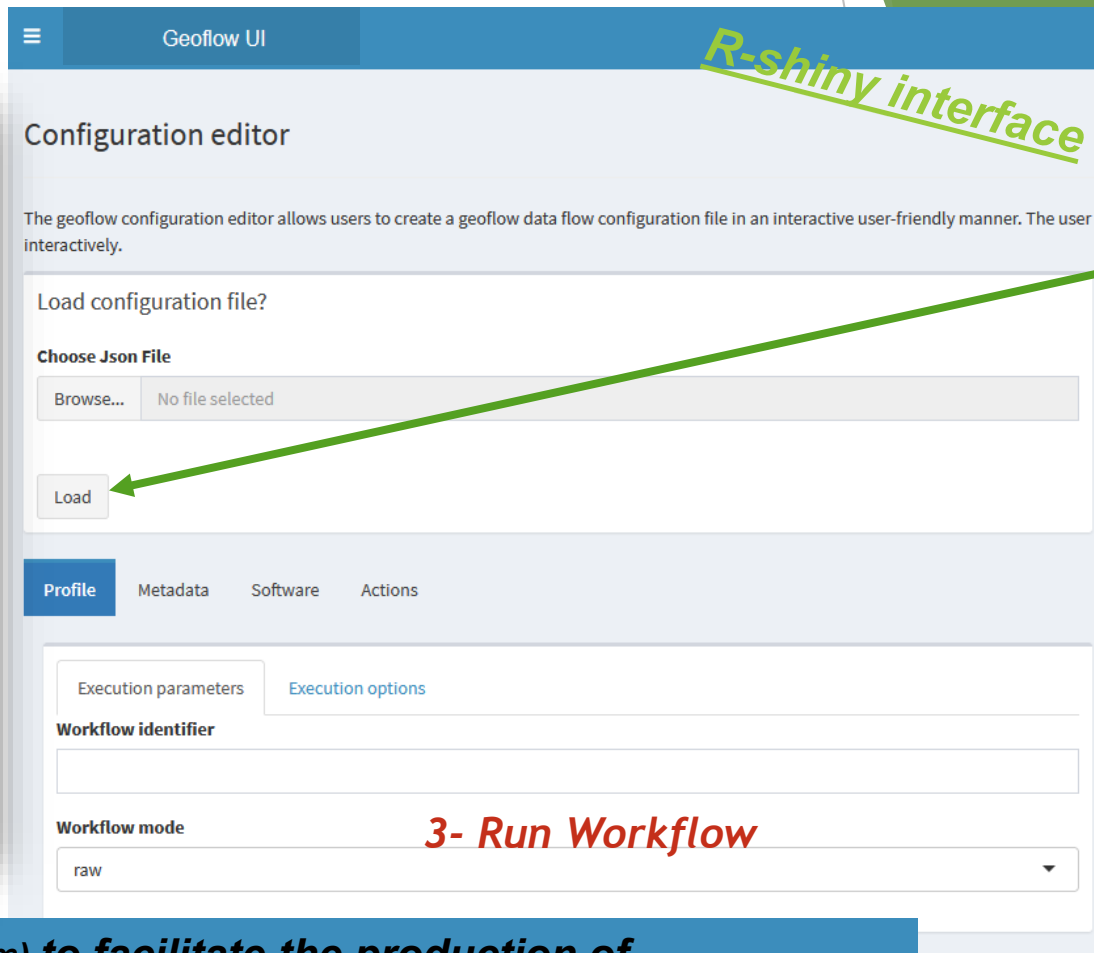 Geoflow UI
R-shiny interface
Configuration editor
The geoflow configuration editor allows users to create a geoflow data flow configuration file in an interactive user-friendly manner. The user
interactively.
Load configuration file?
Choose Json File
Browse... No file selected
Load
Profile Metadata Software Actions
Execution parameters Execution options
Workflow identifier
Workflow mode
3- Run Workflow
raw
to facilitate the production of